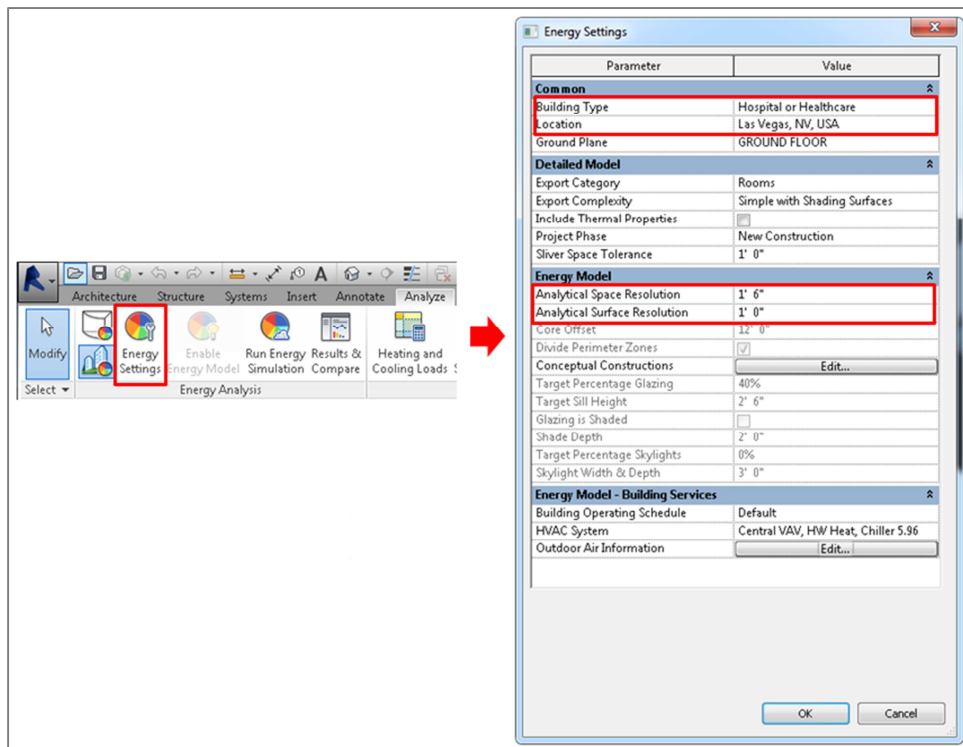 Architecture Structure Systems Insert Annotate Analyze
Modify
Energy Settings
Enable Energy Model
Run Energy Simulation
Results & Compare
Heating and Cooling Loads
Select
Energy Analysis
Energy Settings
Parameter Value
Common
Building Type Hospital or Healthcare
Location Las Vegas, NV, USA
Ground Plane GROUND FLOOR
Detailed Model
Export Category Rooms
Export Complexity Simple with Shading Surfaces
Include Thermal Properties
Project Phase New Construction
Sliver Space Tolerance 1' 0"
Energy Model
Analytical Space Resolution 1' 6"
Analytical Surface Resolution 1' 0"
Core Offset 12' 0"
Divide Perimeter Zones
Conceptual Constructions Edit...
Target Percentage Glazing 40%
Target Sill Height 2' 6"
Glazing is Shaded
Shade Depth 2' 0"
Target Percentage Skylights 0%
Skylight Width & Depth 3' 0"
Energy Model - Building Services
Building Operating Schedule Default
HVAC System Central VAV, HW Heat, Chiller 5.96
Outdoor Air Information Edit...
OK Cancel